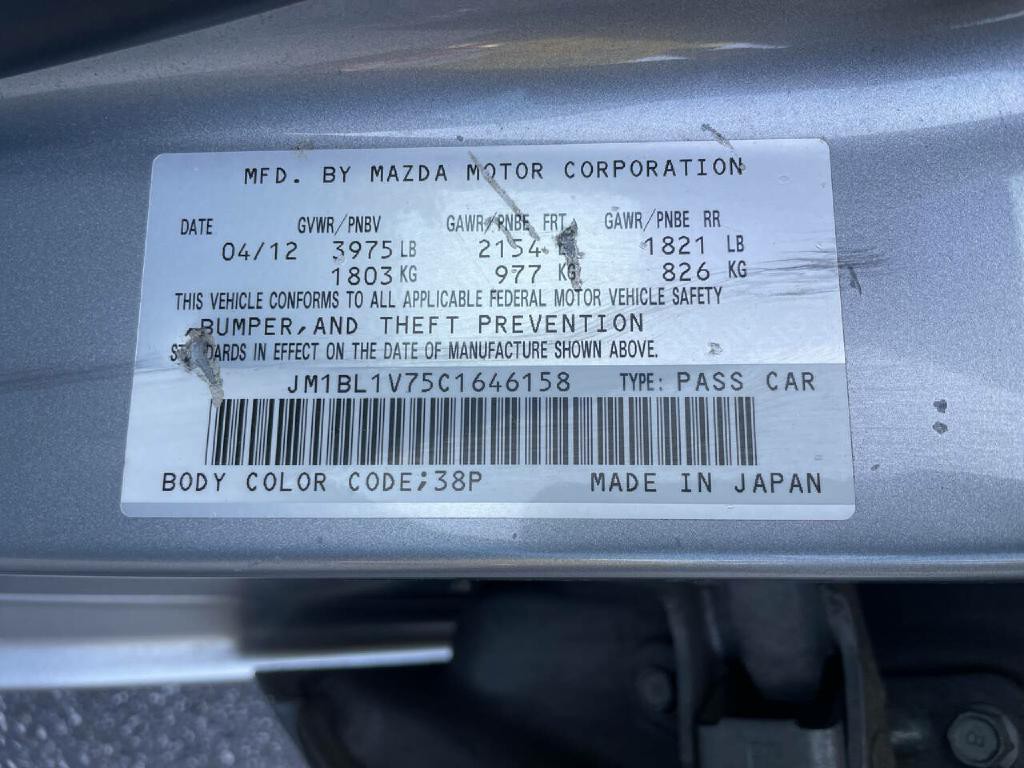 MFD. BY MAZDA MOTOR CORPORATION
DATE GVWR/PNBV GAWR/PNBE FRT GAWR/PNBE RR
04/12 3975 LB 2154 1821 LB
1803 KG 977 KG 826 KG
THIS VEHICLE CONFORMS TO ALL APPLICABLE FEDERAL MOTOR VEHICLE SAFETY
BUMPER,AND THEFT PREVENTION
STANDARDS IN EFFECT ON THE DATE OF MANUFACTURE SHOWN ABOVE.
JM1BL1V75C1646158 TYPE: PASS CAR
BODY COLOR CODE;38P MADE IN JAPAN